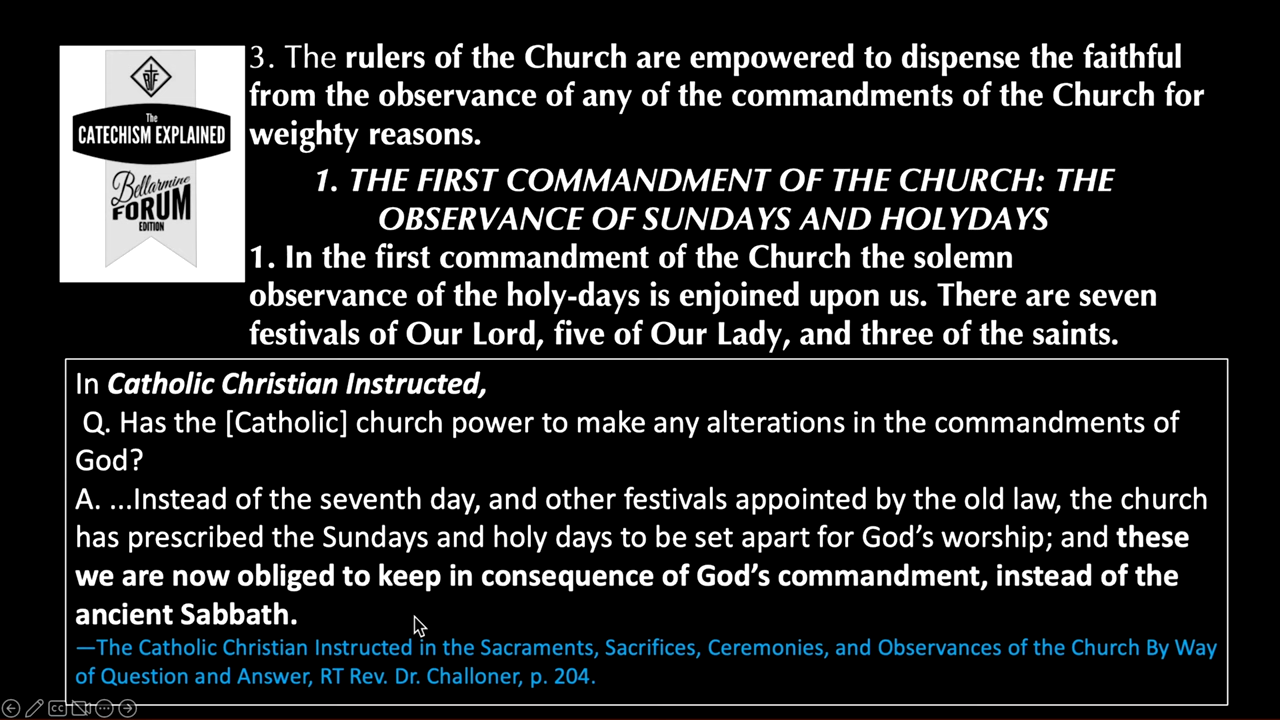 3. The rulers of the Church are empowered to dispense the faithful
from the observance of any of the commandments of the Church for
weighty reasons.
1. THE FIRST COMMANDMENT OF THE CHURCH: THE
OBSERVANCE OF SUNDAYS AND HOLYDAYS
1. In the first commandment of the Church the solemn
observance of the holy-days is enjoined upon us. There are seven
festivals of Our Lord, five of Our Lady, and three of the saints.
The
CATECHISM EXPLAINED
Bellarmine
FORUM
EDITION
In Catholic Christian Instructed,
Q. Has the [Catholic] church power to make any alterations in the commandments of
God?
A. ...Instead of the seventh day, and other festivals appointed by the old law, the church
has prescribed the Sundays and holy days to be set apart for God's worship; and these
we are now obliged to keep in consequence of God's commandment, instead of the
ancient Sabbath.
—The Catholic Christian Instructed in the Sacraments, Sacrifices, Ceremonies, and Observances of the Church By Way
of Question and Answer, RT Rev. Dr. Challoner, p. 204.
CC